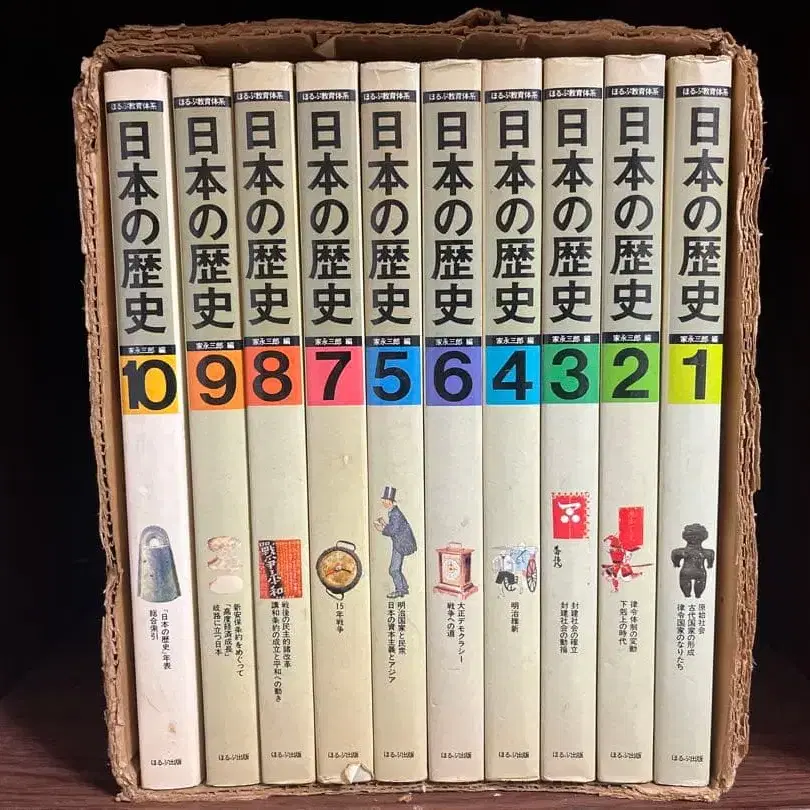 ほるぷ教育体系
日本の歴史
家永三郎 編
10
「日本の歴史」年表
総合索引
ほるぷ出版
ほるぷ教育体系
日本の歴史
家永三郎 編
9
新安保条約をめぐって
「高度経済成長」
岐路に立つ日本
ほるぷ出版
ほるぷ教育体系
日本の歴史
家永三郎 編
8
戦後の民主的諸改革
講和条約の成立と平和への動き
ほるぷ出版
ほるぷ教育体系
日本の歴史
家永三郎 編
7
15年戦争
ほるぷ出版
ほるぷ教育体系
日本の歴史
家永三郎 編
5
明治国家と民衆
日本の資本主義とアジア
ほるぷ出版
ほるぷ教育体系
日本の歴史
家永三郎 編
6
大正デモクラシー
戦争への道
ほるぷ出版
ほるぷ教育体系
日本の歴史
家永三郎 編
4
明治維新
ほるぷ出版
ほるぷ教育体系
日本の歴史
家永三郎 編
3
封建社会の確立
封建社会の動揺
ほるぷ出版
ほるぷ教育体系
日本の歴史
家永三郎 編
2
律令体制の変動
下剋上の時代
ほるぷ出版
ほるぷ教育体系
日本の歴史
家永三郎 編
1
原始社会
古代国家の形成
律令国家のなりたち
ほるぷ出版